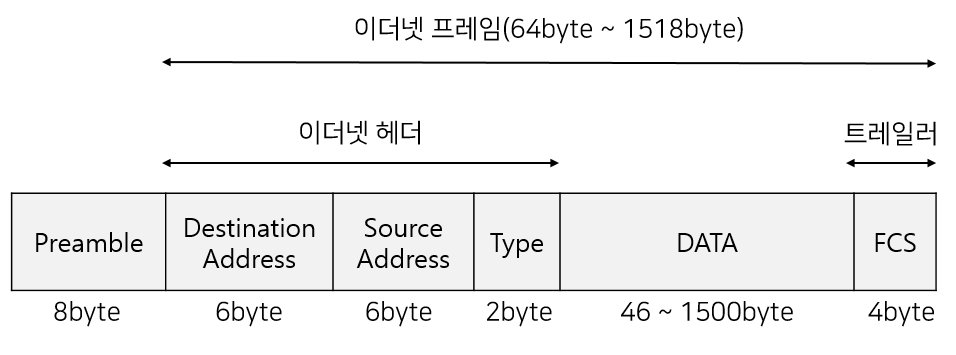 이더넷 프레임(64byte ~ 1518byte)
이더넷 헤더
트레일러
Preamble
Destination
Address
Source
Address
Type
DATA
FCS
8byte
6byte
6byte
2byte
46 ~ 1500byte
4byte